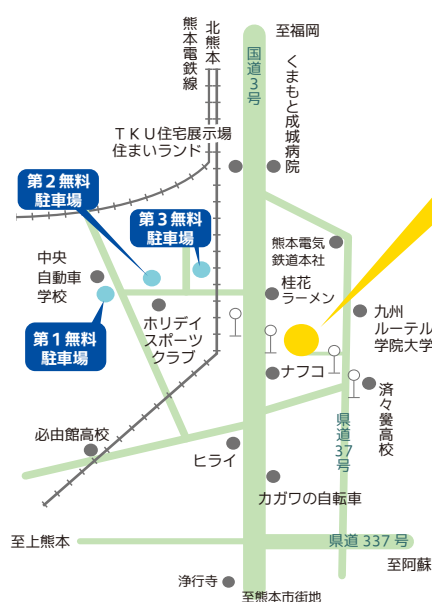 至福岡
北熊本
熊本電鉄線
国道3号
くまもと成城病院
ＴＫＵ住宅展示場
住まいランド
第２無料
駐車場
第３無料
駐車場
熊本電気
鉄道本社
中央
自動車
学校
桂花
ラーメン
九州
ルーテル
学院大学
ホリデイ
スポーツ
クラブ
第１無料
駐車場
ナフコ
済々黌高校
県道
37
号
必由館高校
ヒライ
カガワの自転車
至上熊本
県道 337 号
至阿蘇
浄行寺
至熊本市街地